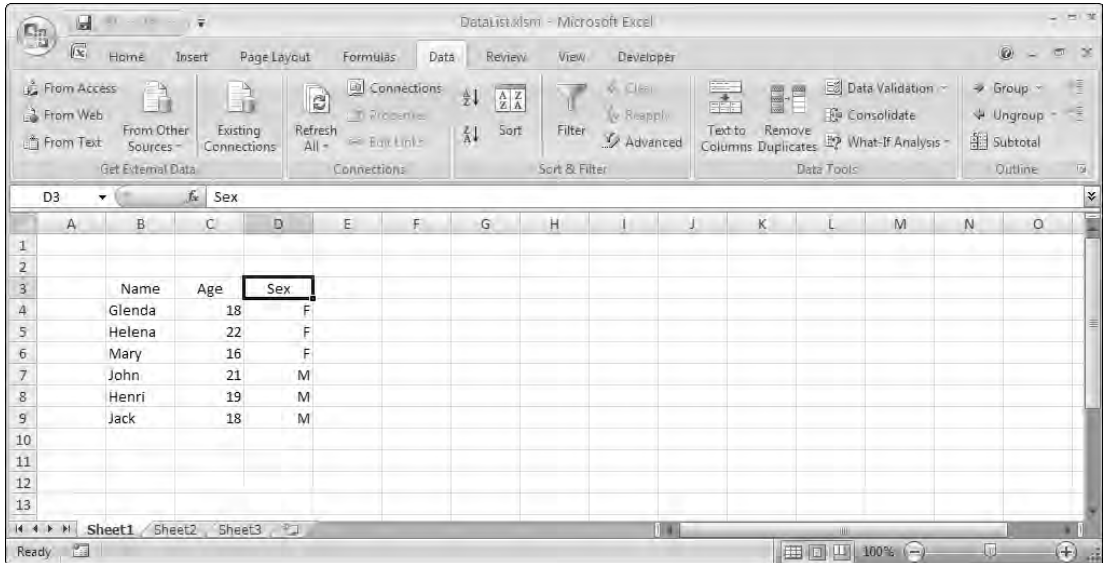 DataList.xlsm - Microsoft Excel
Home Insert Page Layout Formulas Data Review View Developer
From Access
From Web
From Text
From Other Sources
Existing Connections
Get External Data
Refresh All
Connections
Properties
Edit Links
Connections
Sort
Filter
Clear
Reapply
Advanced
Sort & Filter
Text to Columns
Remove Duplicates
Data Validation
Consolidate
What-If Analysis
Data Tools
Group
Ungroup
Subtotal
Outline
D3 fx Sex
A B C D E F G H I J K L M N O
1
2
3 Name Age Sex
4 Glenda 18 F
5 Helena 22 F
6 Mary 16 F
7 John 21 M
8 Henri 19 M
9 Jack 18 M
10
11
12
13
Sheet1 Sheet2 Sheet3
Ready 100%